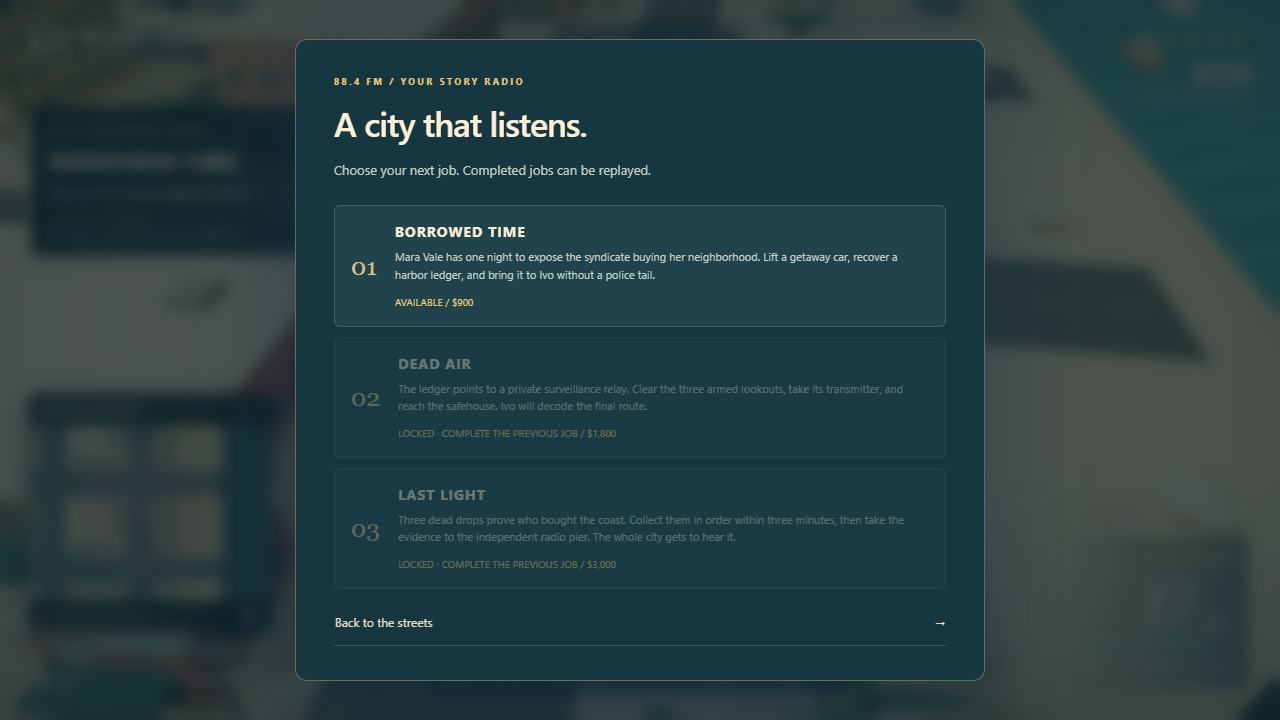 88.4 FM / YOUR STORY RADIO
A city that listens.
Choose your next job. Completed jobs can be replayed.
01
BORROWED TIME
Mara Vale has one night to expose the syndicate buying her neighborhood. Lift a getaway car, recover a
harbor ledger, and bring it to Ivo without a police tail.
AVAILABLE / $900
02
DEAD AIR
The ledger points to a private surveillance relay. Clear the three armed lookouts, take its transmitter, and
reach the safehouse. Ivo will decode the final route.
LOCKED · COMPLETE THE PREVIOUS JOB / $1,800
03
LAST LIGHT
Three dead drops prove who bought the coast. Collect them in order within three minutes, then take the
evidence to the independent radio pier. The whole city gets to hear it.
LOCKED · COMPLETE THE PREVIOUS JOB / $3,000
Back to the streets →